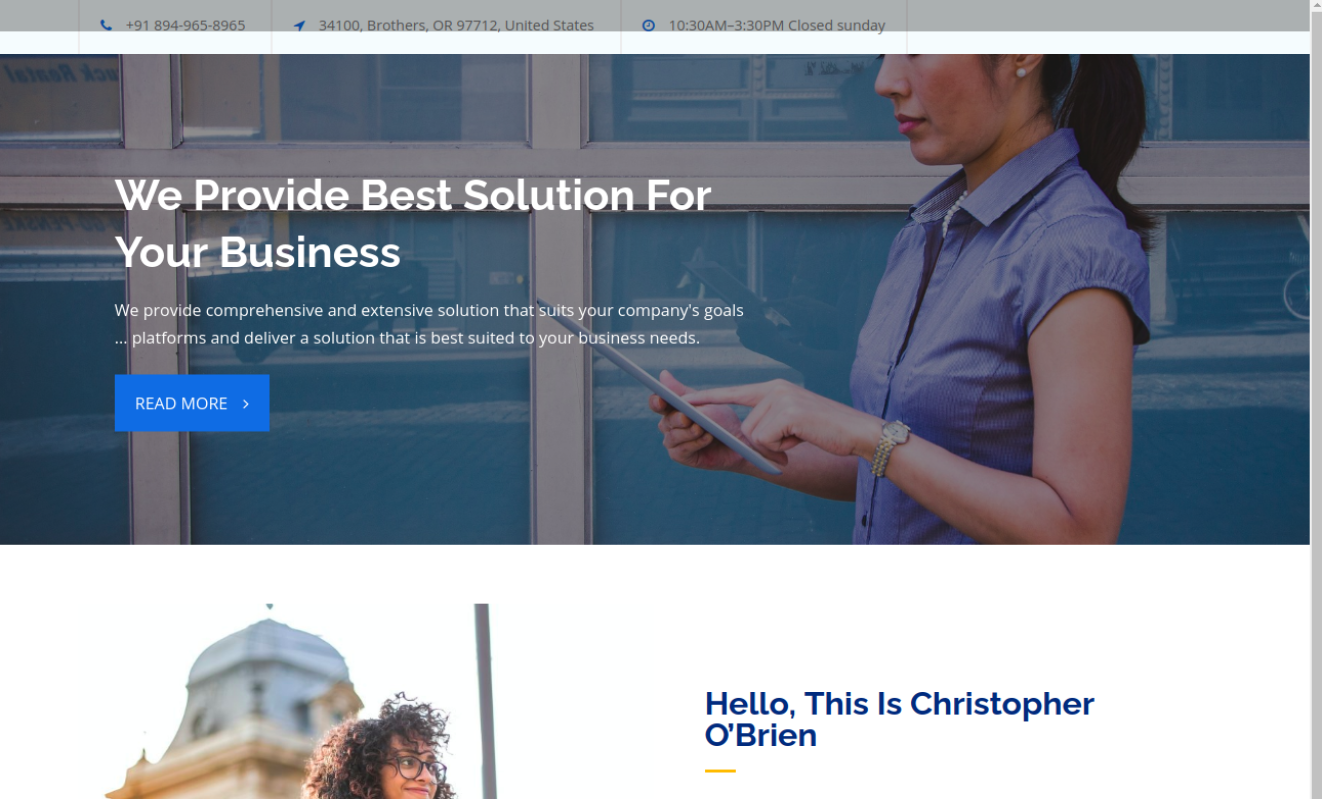 +91 894-965-8965
34100, Brothers, OR 97712, United States
10:30AM–3:30PM Closed sunday
We Provide Best Solution For
Your Business
We provide comprehensive and extensive solution that suits your company's goals
... platforms and deliver a solution that is best suited to your business needs.
READ MORE
Hello, This Is Christopher
O’Brien